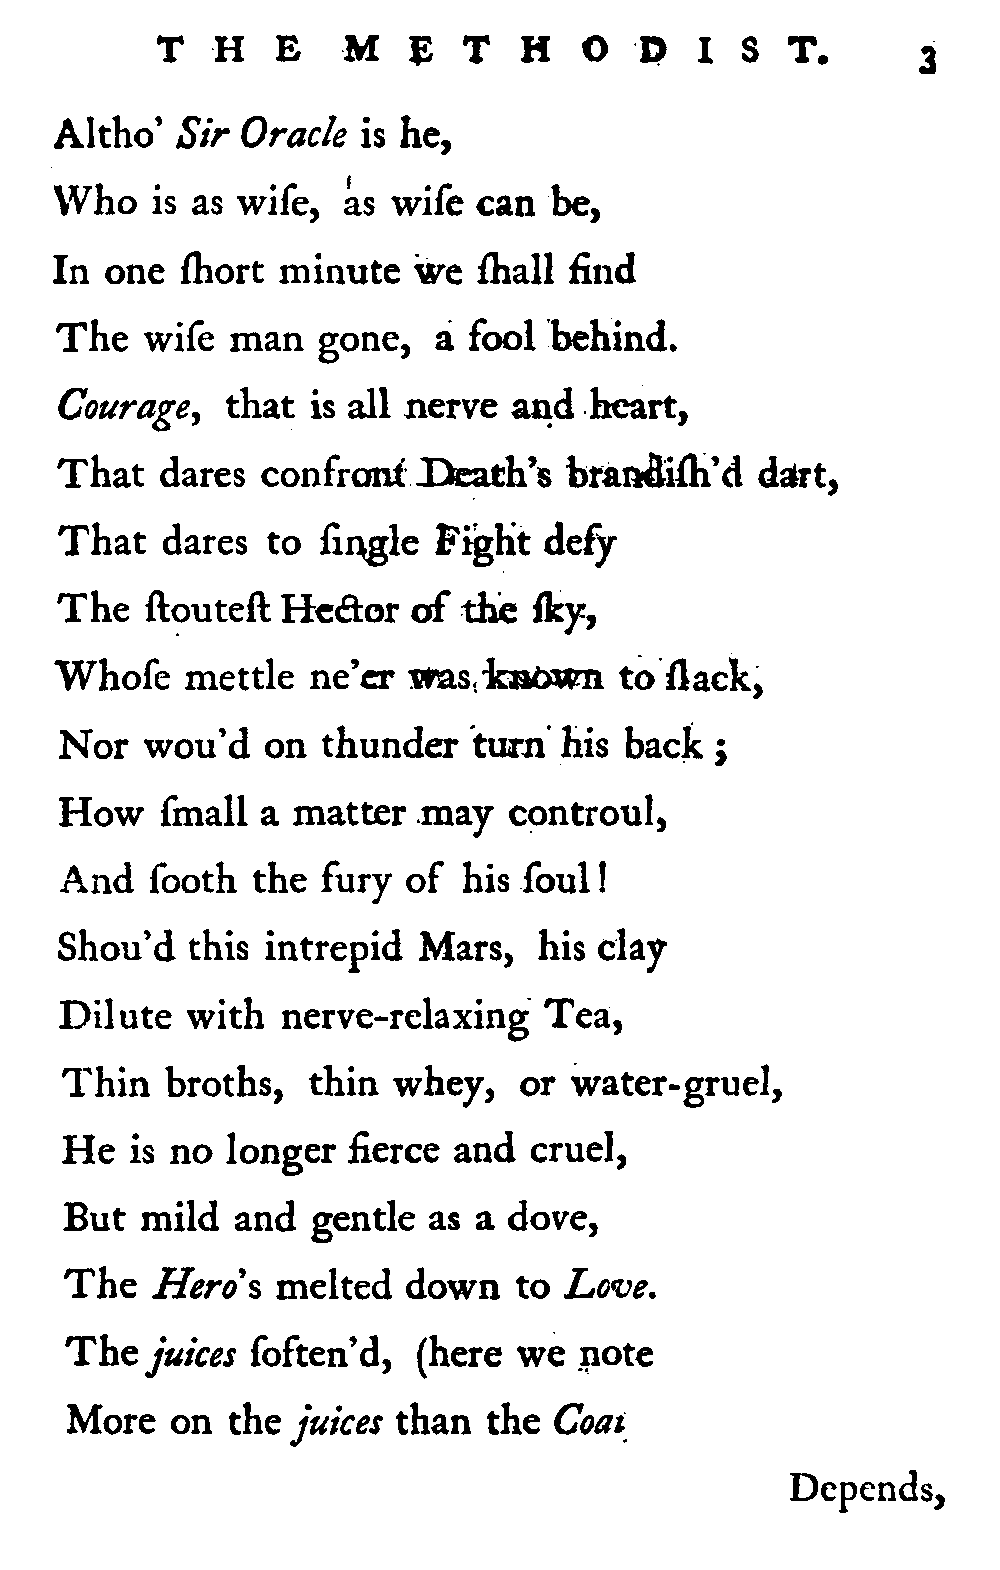 THE METHODIST. 3
Altho' Sir Oracle is he,
Who is as wiſe, as wiſe can be,
In one ſhort minute we ſhall find
The wiſe man gone, a fool behind.
Courage, that is all nerve and heart,
That dares confront Death's brandiſh'd dart,
That dares to ſingle Fight defy
The ſtouteſt Hector of the ſky,
Whoſe mettle ne'er was known to ſlack,
Nor wou'd on thunder turn his back ;
How ſmall a matter may controul,
And ſooth the fury of his ſoul!
Shou'd this intrepid Mars, his clay
Dilute with nerve-relaxing Tea,
Thin broths, thin whey, or water-gruel,
He is no longer fierce and cruel,
But mild and gentle as a dove,
The Hero's melted down to Love.
The juices ſoften'd, (here we note
More on the juices than the Coat
Depends,